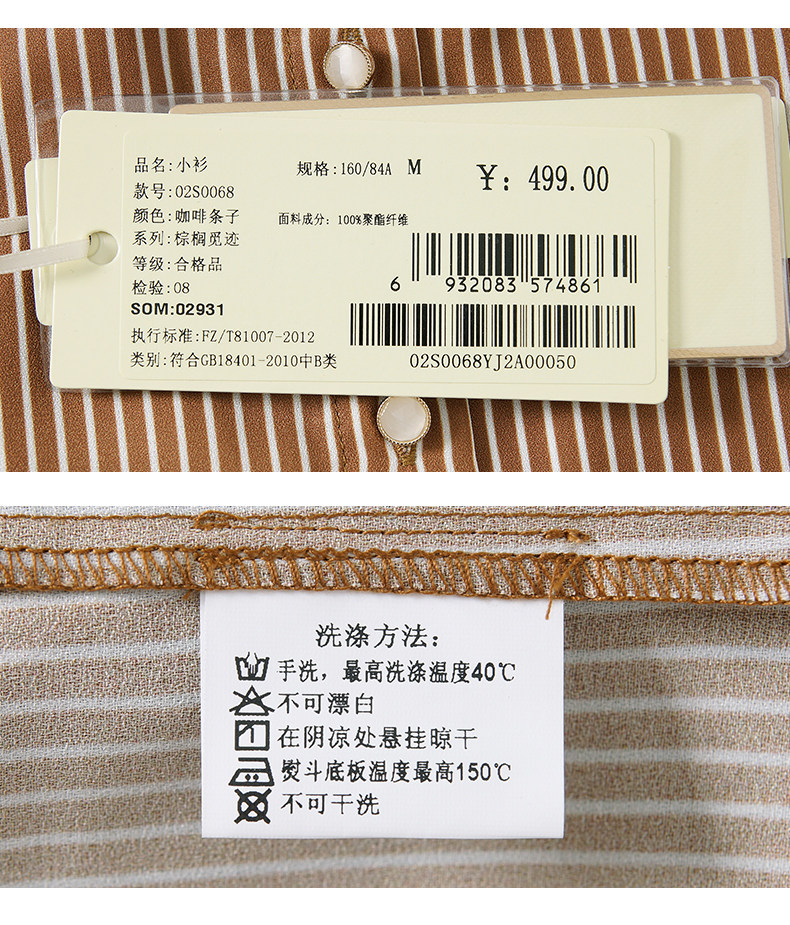 品名:小衫
规格:160/84A M
￥: 499.00
款号:02S0068
颜色:咖啡条子
面料成分: 100%聚酯纤维
系列:棕榈觅迹
等级:合格品
检验:08
6 932083 574861
SOM:02931
执行标准:FZ/T81007-2012
类别:符合GB18401-2010中B类
02S0068YJ2A00050
洗涤方法:
手洗, 最高洗涤温度40℃
不可漂白
在阴凉处悬挂晾干
熨斗底板温度最高150℃
不可干洗